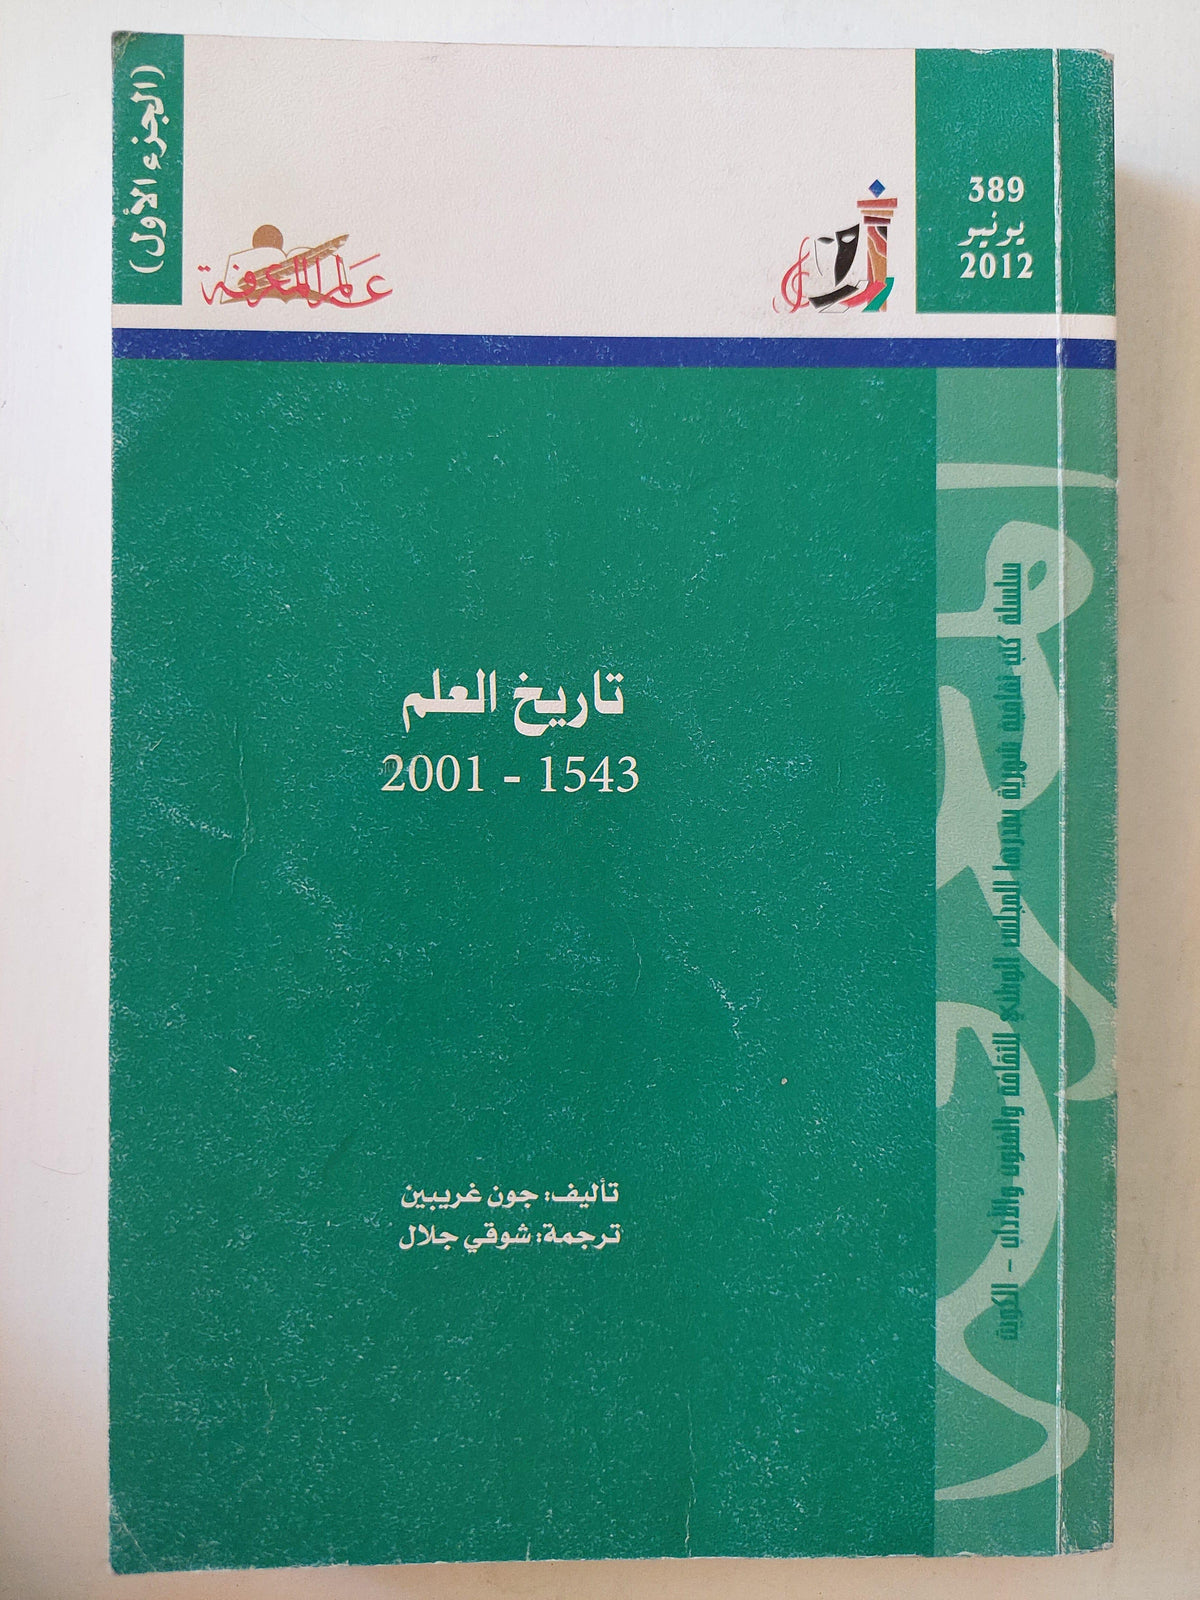 389
يونيو
2012
عالم المعرفة
(الجزء الأول)
تاريخ العلم
2001 - 1543
تأليف: جون غريبين
ترجمة: شوقي جلال
سلسلة كتب ثقافية شهرية يصدرها المجلس الوطني للثقافة والفنون والآداب – الكويت